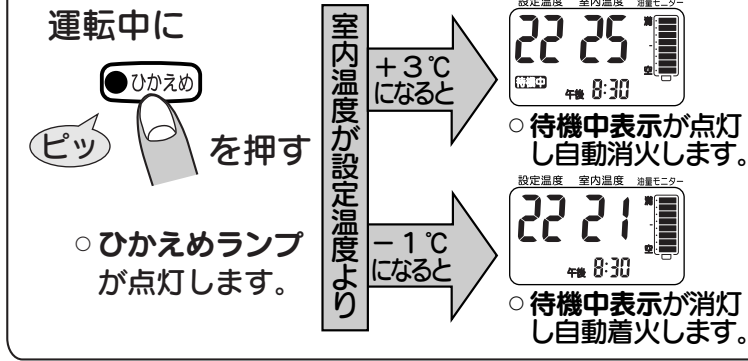 運転中に
ひかえめ
ピッ
を押す
○ひかえめランプ
が点灯します。
室内温度が設定温度より
＋3℃
になると
設定温度 室内温度 油量モニター
22 25
満
空
待機中
午後 8:30
○待機中表示が点灯
し自動消火します。
－1℃
になると
設定温度 室内温度 油量モニター
22 21
満
空
午後 8:30
○待機中表示が消灯
し自動着火します。